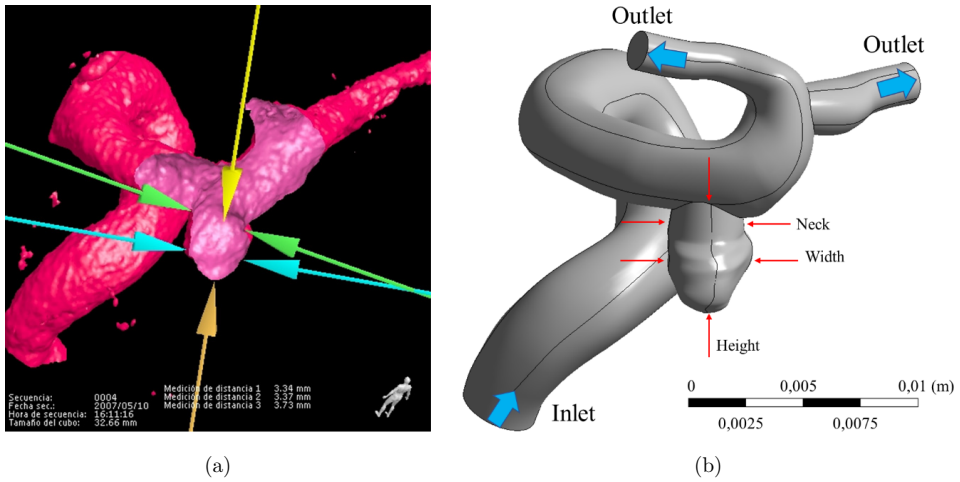 Secuencia: 0004
Fecha sec.: 2007/05/10
Hora de secuencia: 16:11:16
Tamaño del cubo: 32.66 mm
Medición de distancia 1 3.34 mm
Medición de distancia 2 3.37 mm
Medición de distancia 3 3.73 mm
(a)
Outlet
Outlet
Neck
Width
Height
Inlet
0 0,005 0,01 (m)
0,0025 0,0075
(b)